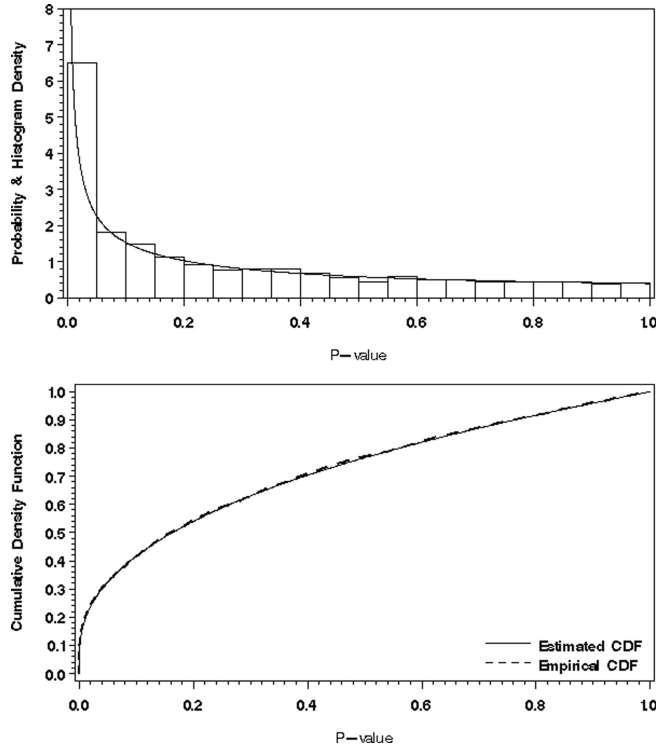 Probability & Histogram Density
8
7
6
5
4
3
2
1
0
0.0 0.2 0.4 0.6 0.8 1.0
P-value
Cumulative Density Function
1.0
0.9
0.8
0.7
0.6
0.5
0.4
0.3
0.2
0.1
0.0
Estimated CDF
Empirical CDF
0.0 0.2 0.4 0.6 0.8 1.0
P-value